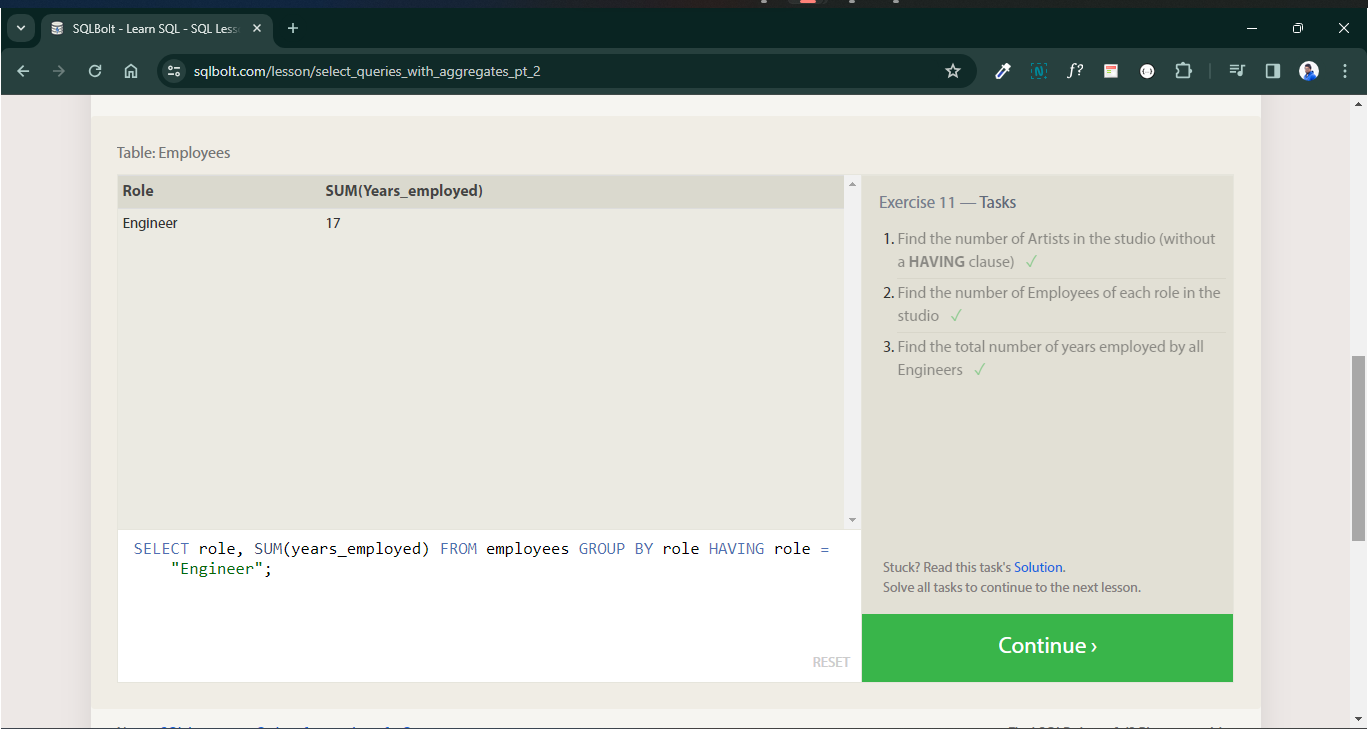 SQLBolt - Learn SQL - SQL Less
sqlbolt.com/lesson/select_queries_with_aggregates_pt_2
f?
Table: Employees
Role SUM(Years_employed)
Engineer 17
SELECT role, SUM(years_employed) FROM employees GROUP BY role HAVING role =
"Engineer";
RESET
Exercise 11 — Tasks
1. Find the number of Artists in the studio (without
a HAVING clause) ✓
2. Find the number of Employees of each role in the
studio ✓
3. Find the total number of years employed by all
Engineers ✓
Stuck? Read this task's Solution.
Solve all tasks to continue to the next lesson.
Continue ›